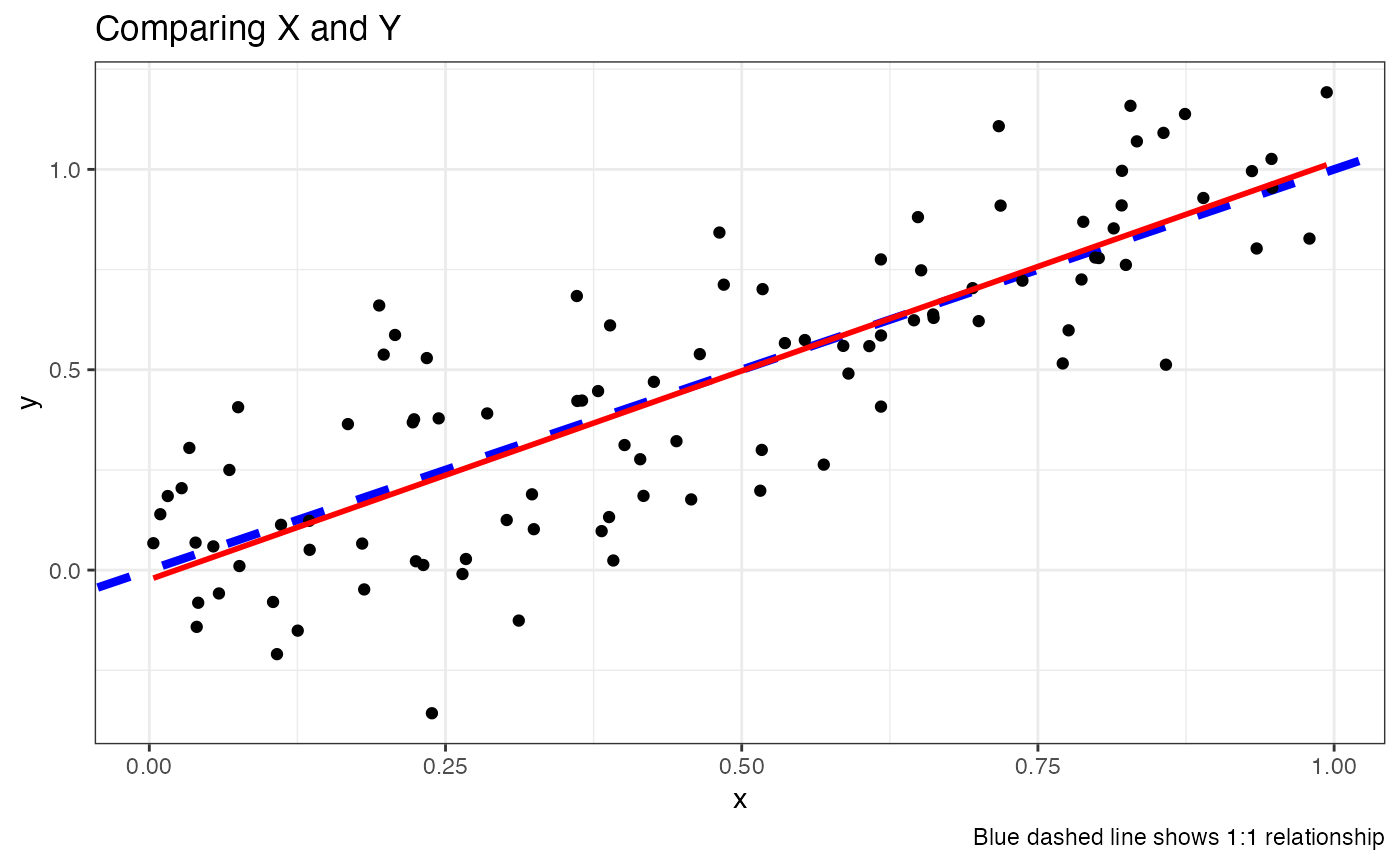 Comparing X and Y
1.0
0.5
0.0
y
0.00 0.25 0.50 0.75 1.00
x
Blue dashed line shows 1:1 relationship